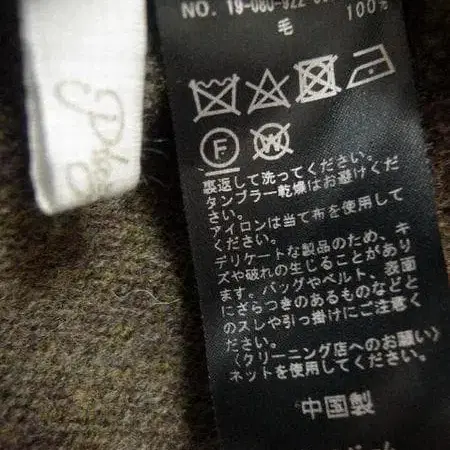 毛
100%
F
W
裏返して洗ってください。
タンブラー乾燥はお避けくだ
さい。
アイロンは当て布を使用して
ください。
デリケートな製品のため、キ
ズや破れの生じることがあり
ます。バッグやベルト、表面
にざらつきのあるものなどと
のスレや引っ掛けにご注意く
ださい。
〈クリーニング店へのお願い〉
ネットを使用してください。
中国製